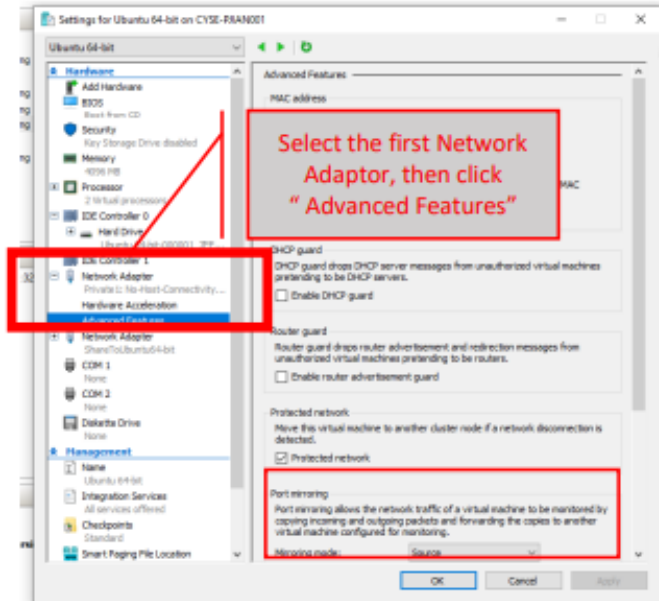 Settings for Ubuntu 64-bit on CYSE-RXIAN001
Ubuntu 64-bit
Hardware
Add Hardware
BIOS
Boot from CD
Security
Key Storage Drive disabled
Memory
4096 MB
Processor
2 Virtual processors
IDE Controller 0
Hard Drive
IDE Controller 1
Network Adapter
Private1: No-Host-Connectivity...
Hardware Acceleration
Advanced Features
Network Adapter
ShareToUbuntu64-bit
COM 1
None
COM 2
None
Diskette Drive
None
Management
Name
Ubuntu 64-bit
Integration Services
All services offered
Checkpoints
Standard
Smart Paging File Location
Advanced Features
MAC address
Select the first Network
Adaptor, then click
“ Advanced Features”
MAC
DHCP guard
DHCP guard drops DHCP server messages from unauthorized virtual machines
pretending to be DHCP servers.
Enable DHCP guard
Router guard
Router guard drops router advertisement and redirection messages from
unauthorized virtual machines pretending to be routers.
Enable router advertisement guard
Protected network
Move this virtual machine to another cluster node if a network disconnection is
detected.
Protected network
Port mirroring
Port mirroring allows the network traffic of a virtual machine to be monitored by
copying incoming and outgoing packets and forwarding the copies to another
virtual machine configured for monitoring.
Mirroring mode: Source
OK Cancel Apply